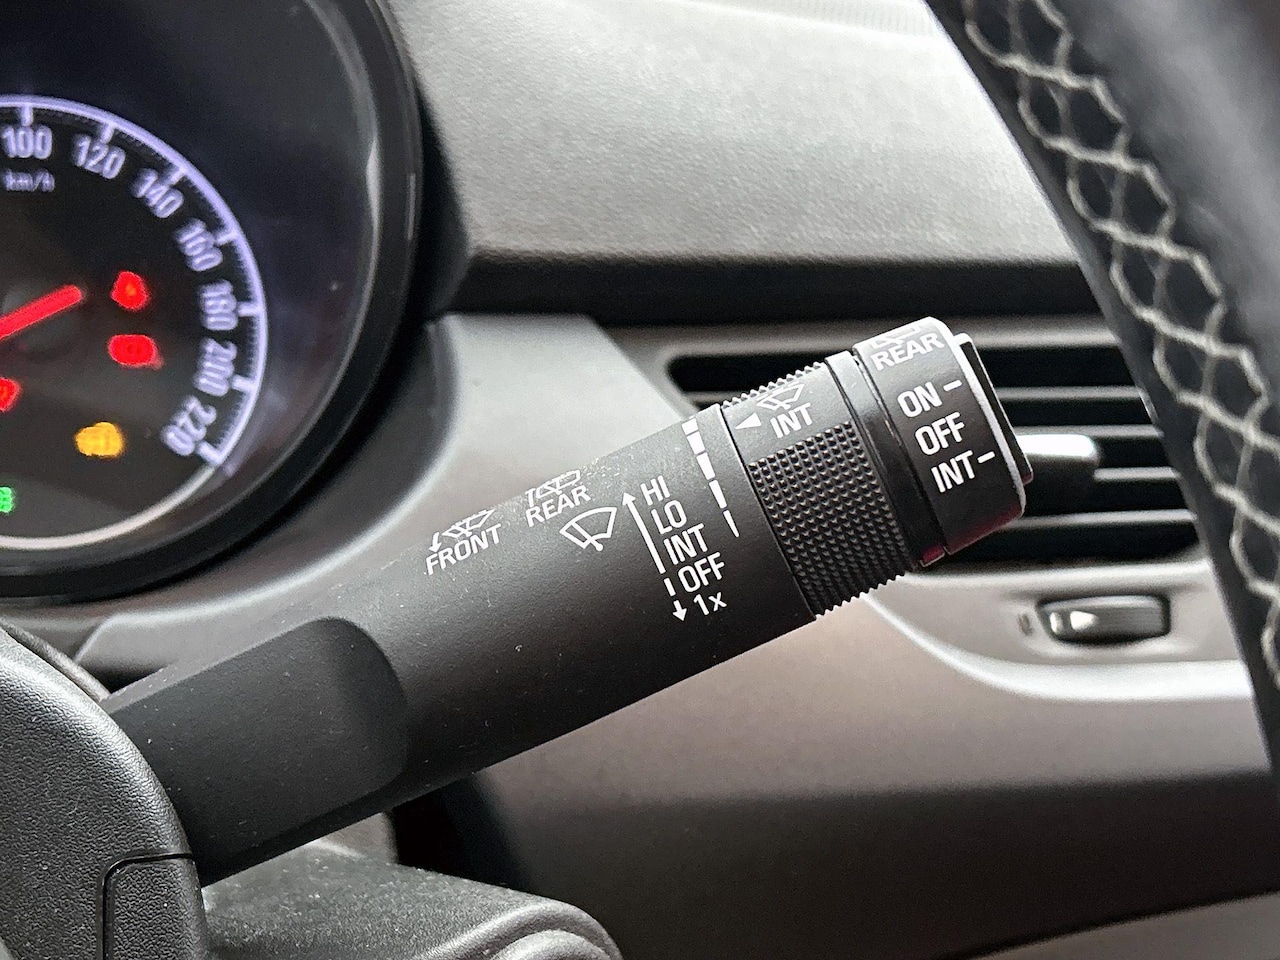 100
120
140
160
180
200
220
km/h
FRONT
REAR
HI
LO
INT
OFF
1x
INT
REAR
ON
OFF
INT